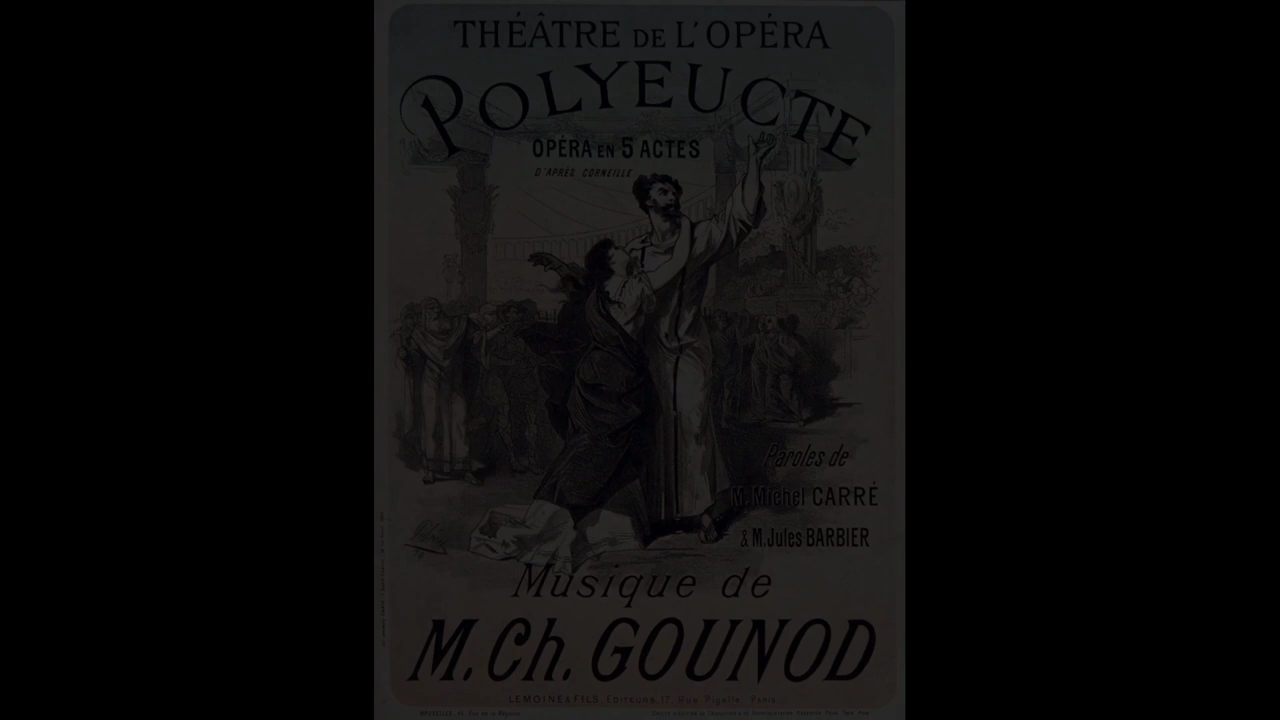 THÉÂTRE DE L'OPÉRA
POLYEUCTE
OPÉRA EN 5 ACTES
D'APRÈS CORNEILLE
Paroles de
M. Michel CARRÉ
& M. Jules BARBIER
Musique de
M. Ch. GOUNOD
LEMOINE & FILS, ÉDITEURS, 17, Rue Pigalle, PARIS